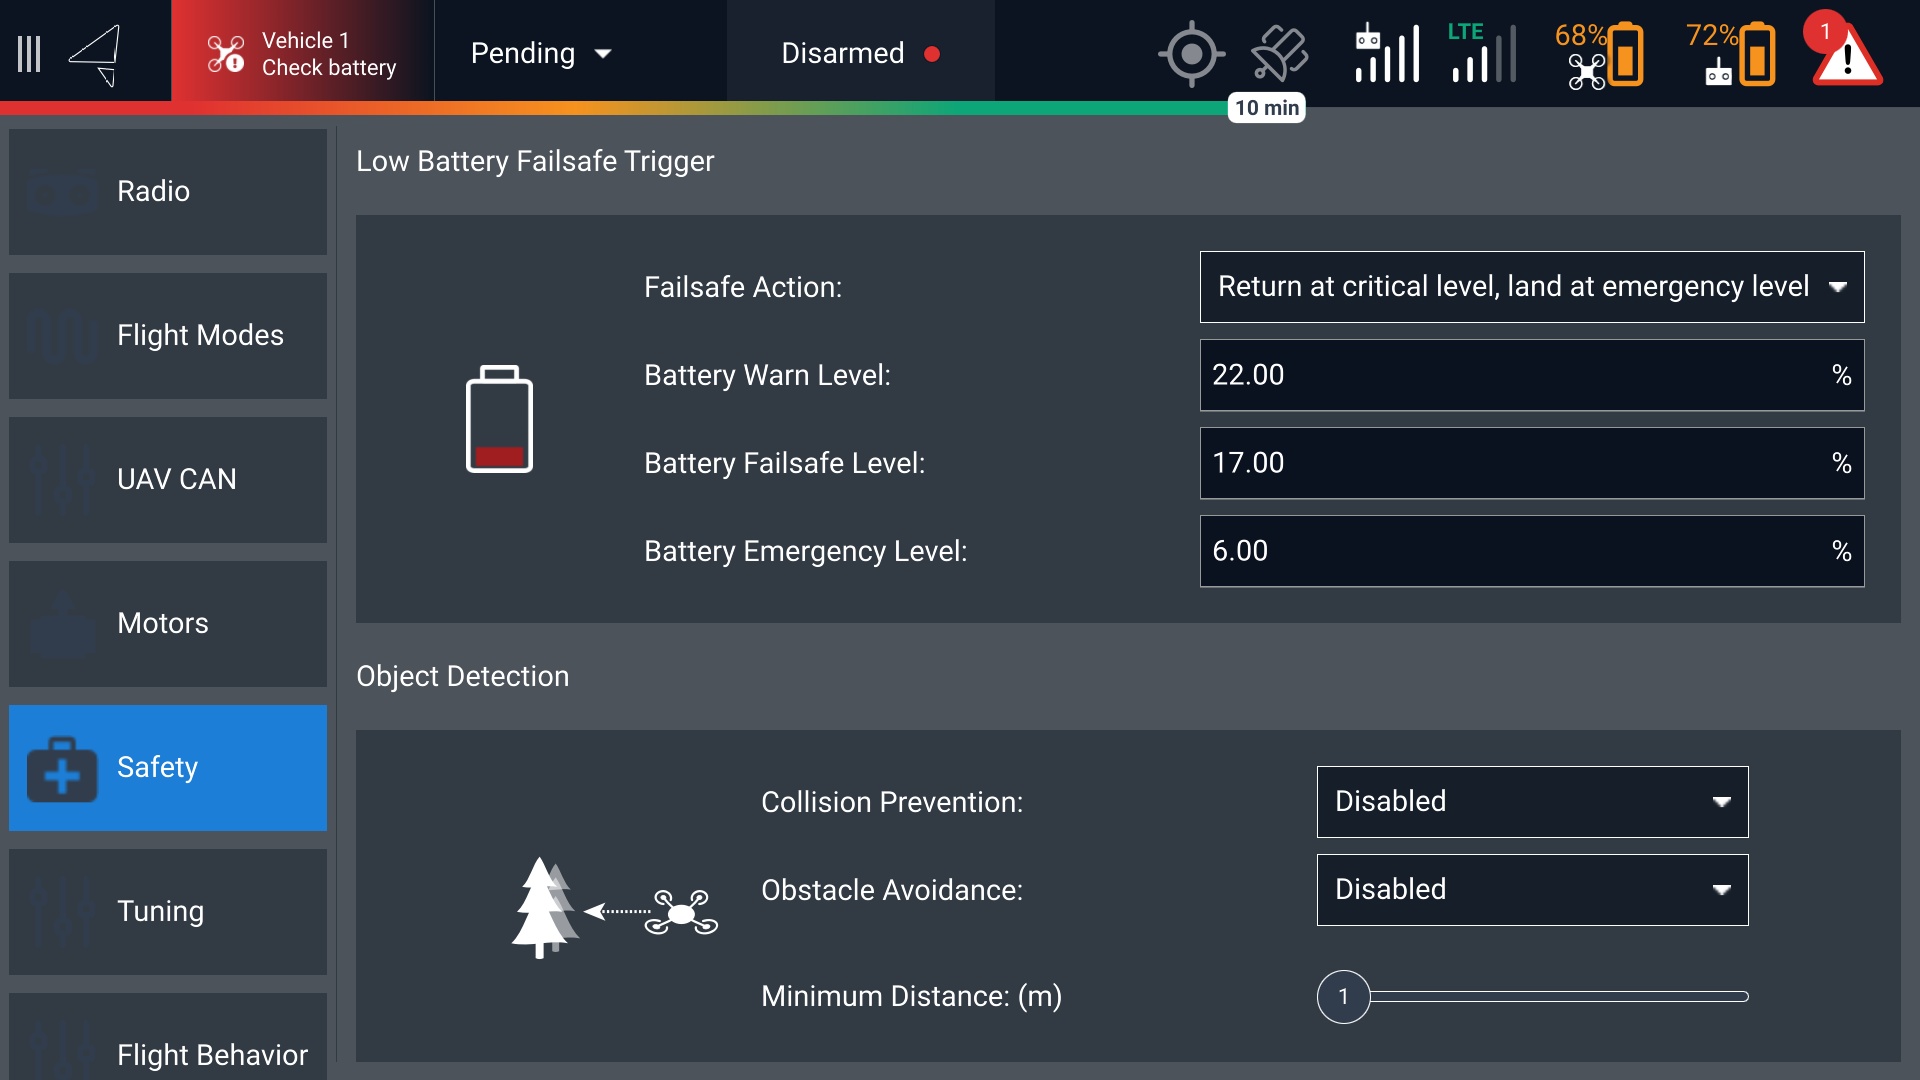 Vehicle 1
Check battery
Pending
Disarmed
LTE
68%
72%
1
10 min
Radio
Flight Modes
UAV CAN
Motors
Safety
Tuning
Flight Behavior
Low Battery Failsafe Trigger
Failsafe Action:
Return at critical level, land at emergency level
Battery Warn Level:
22.00 %
Battery Failsafe Level:
17.00 %
Battery Emergency Level:
6.00 %
Object Detection
Collision Prevention:
Disabled
Obstacle Avoidance:
Disabled
Minimum Distance: (m)
1